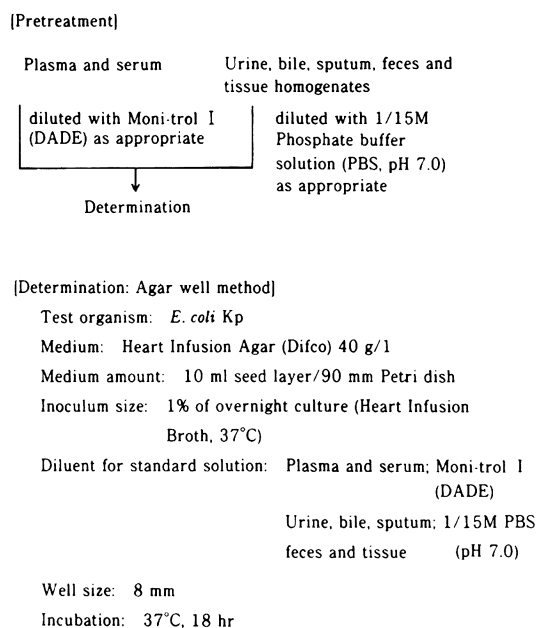 [Pretreatment]
Plasma and serum
Urine, bile, sputum, feces and
tissue homogenates
diluted with Moni-trol I
(DADE) as appropriate
diluted with 1/15M
Phosphate buffer
solution (PBS, pH 7.0)
as appropriate
Determination
[Determination: Agar well method]
Test organism: E. coli Kp
Medium: Heart Infusion Agar (Difco) 40 g/l
Medium amount: 10 ml seed layer/90 mm Petri dish
Inoculum size: 1% of overnight culture (Heart Infusion
Broth, 37°C)
Diluent for standard solution: Plasma and serum; Moni-trol I
(DADE)
Urine, bile, sputum; 1/15M PBS
feces and tissue (pH 7.0)
Well size: 8 mm
Incubation: 37°C, 18 hr